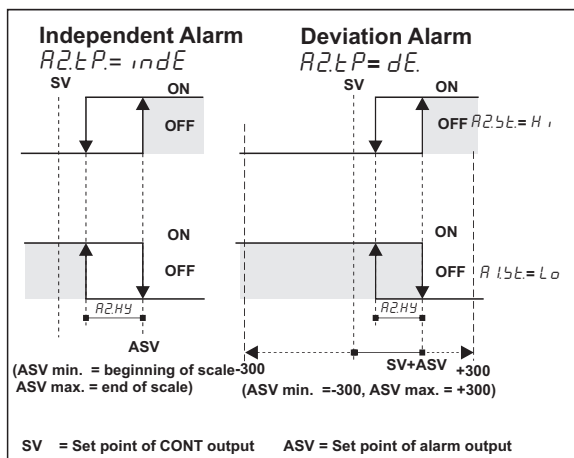 Independent Alarm
A2.tP.= indE
Deviation Alarm
A2.tP= dE.
SV
ON
OFF
SV
ON
OFF
A2.St.= Hi
ON
OFF
A2.HY
ON
OFF
A1.St.= Lo
A2.HY
ASV
SV+ASV
-300
+300
(ASV min. = beginning of scale
ASV max. = end of scale)
(ASV min. =-300, ASV max. = +300)
SV = Set point of CONT output ASV = Set point of alarm output